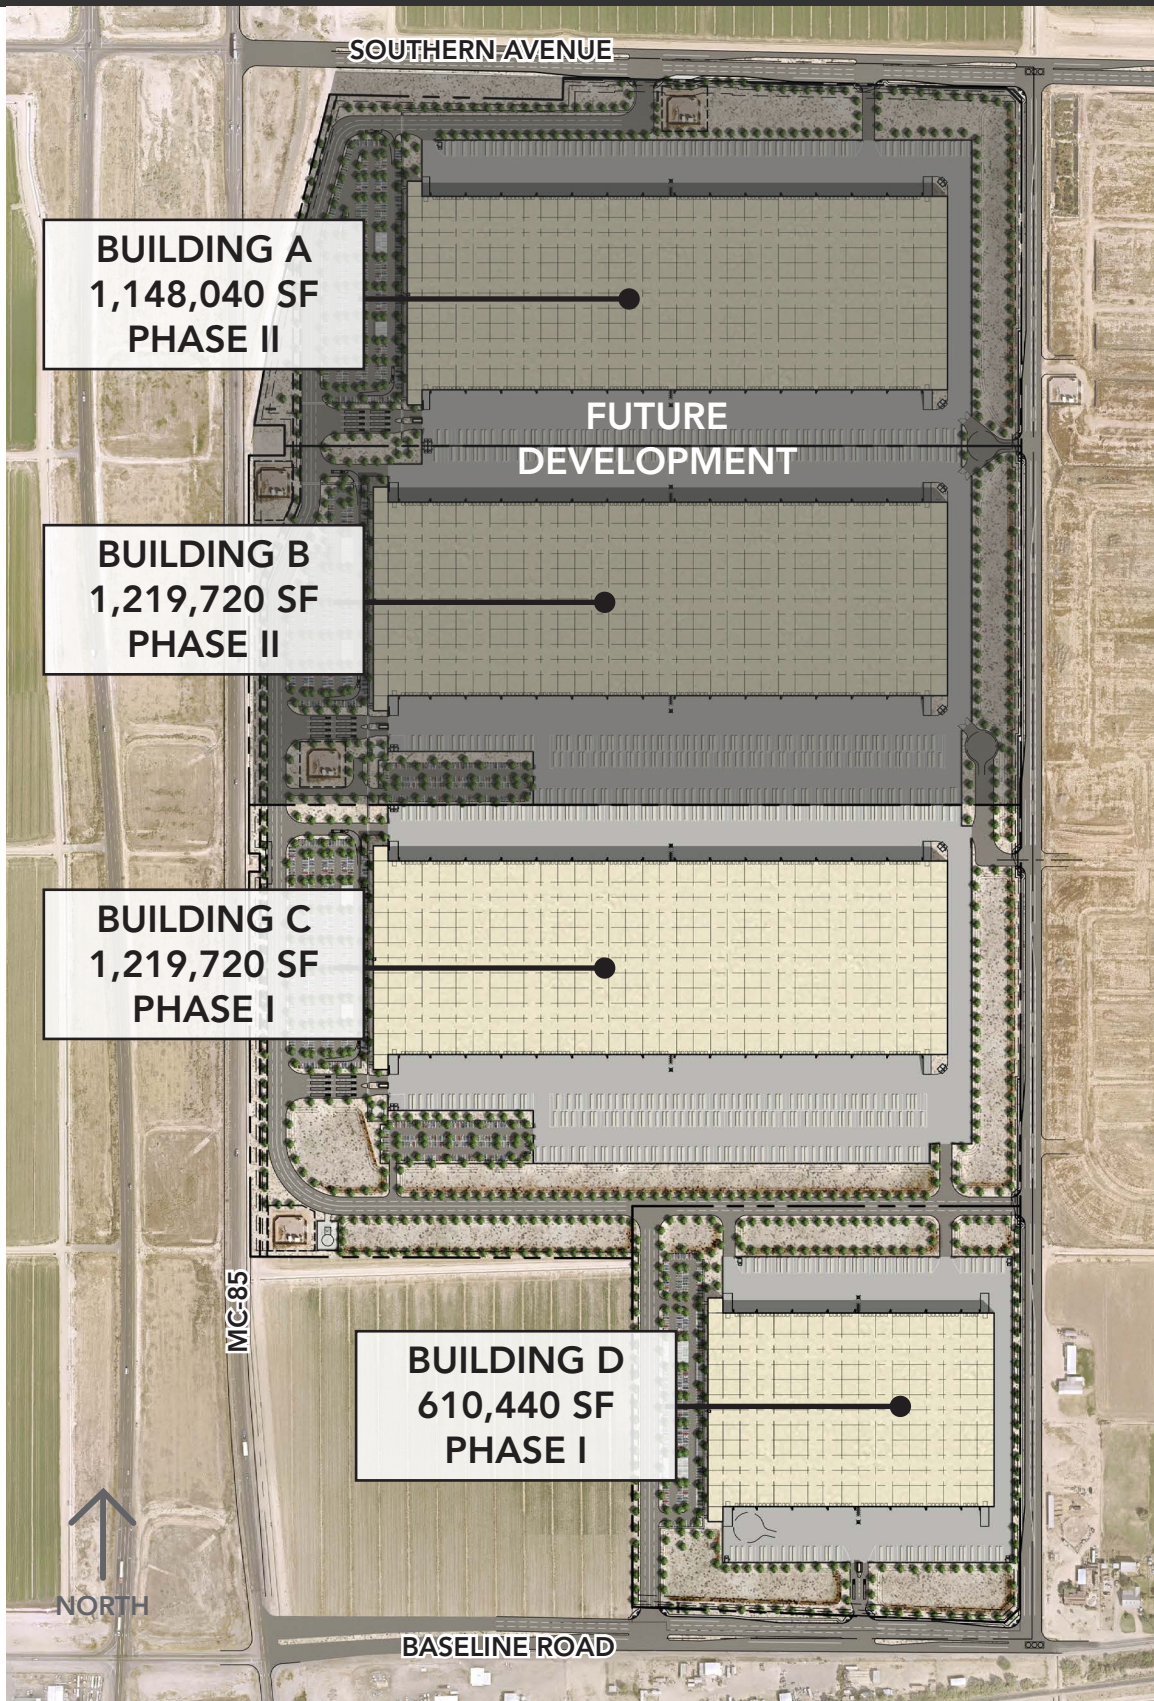 SOUTHERN AVENUE
BUILDING A
1,148,040 SF
PHASE II
FUTURE
DEVELOPMENT
BUILDING B
1,219,720 SF
PHASE II
BUILDING C
1,219,720 SF
PHASE I
MC-85
BUILDING D
610,440 SF
PHASE I
NORTH
BASELINE ROAD